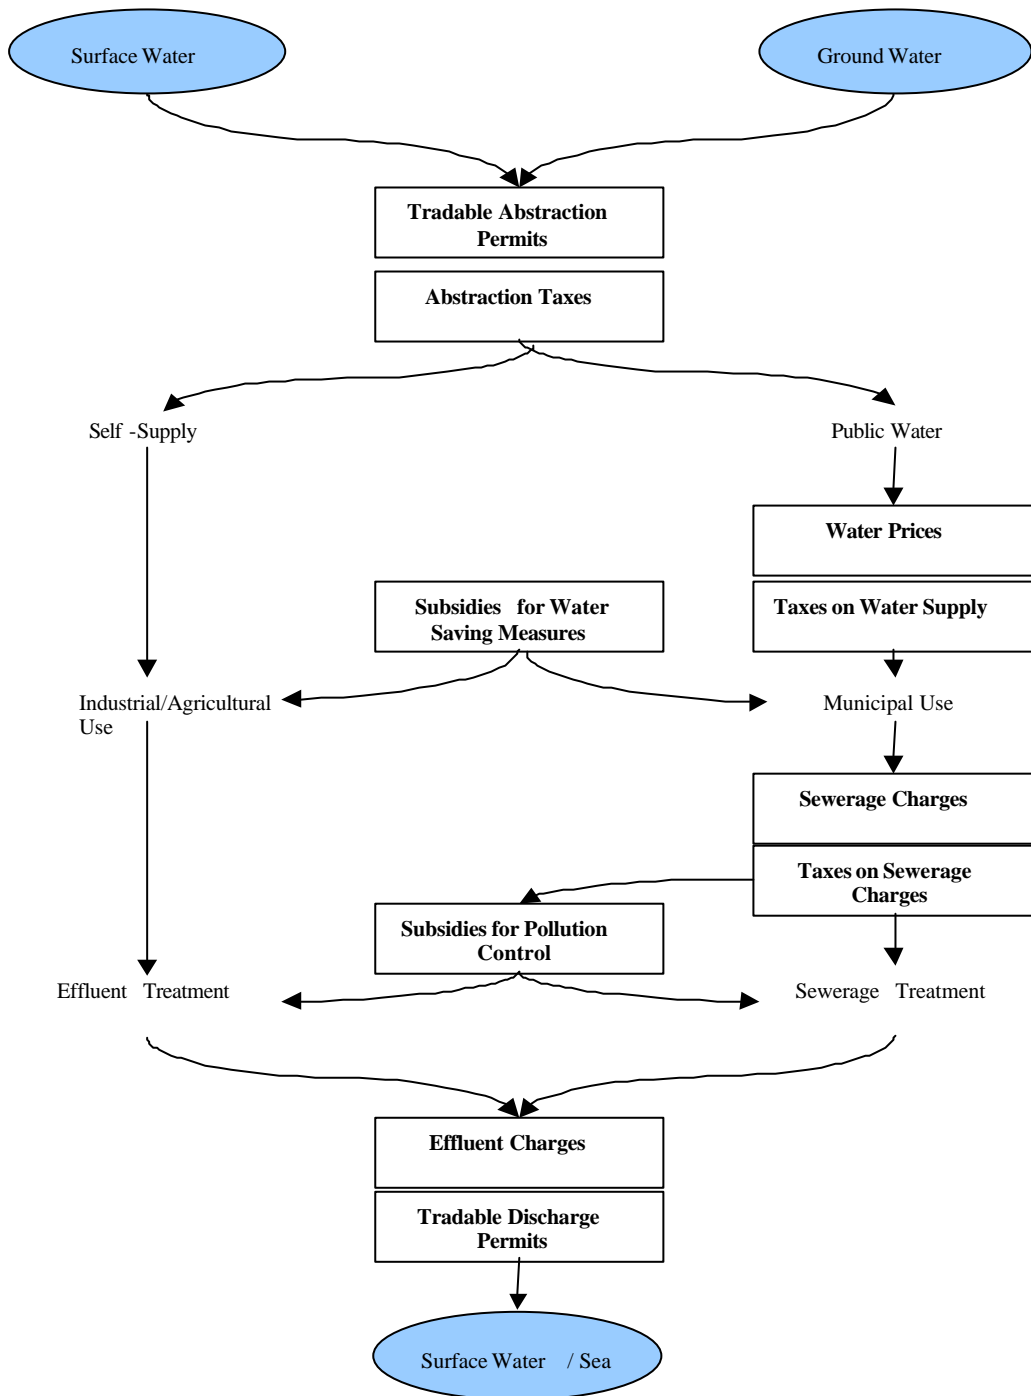 Surface Water
Ground Water
Tradable Abstraction
Permits
Abstraction Taxes
Self -Supply
Public Water
Water Prices
Subsidies for Water
Saving Measures
Taxes on Water Supply
Industrial/Agricultural
Use
Municipal Use
Sewerage Charges
Taxes on Sewerage
Charges
Subsidies for Pollution
Control
Effluent Treatment
Sewerage Treatment
Effluent Charges
Tradable Discharge
Permits
Surface Water / Sea